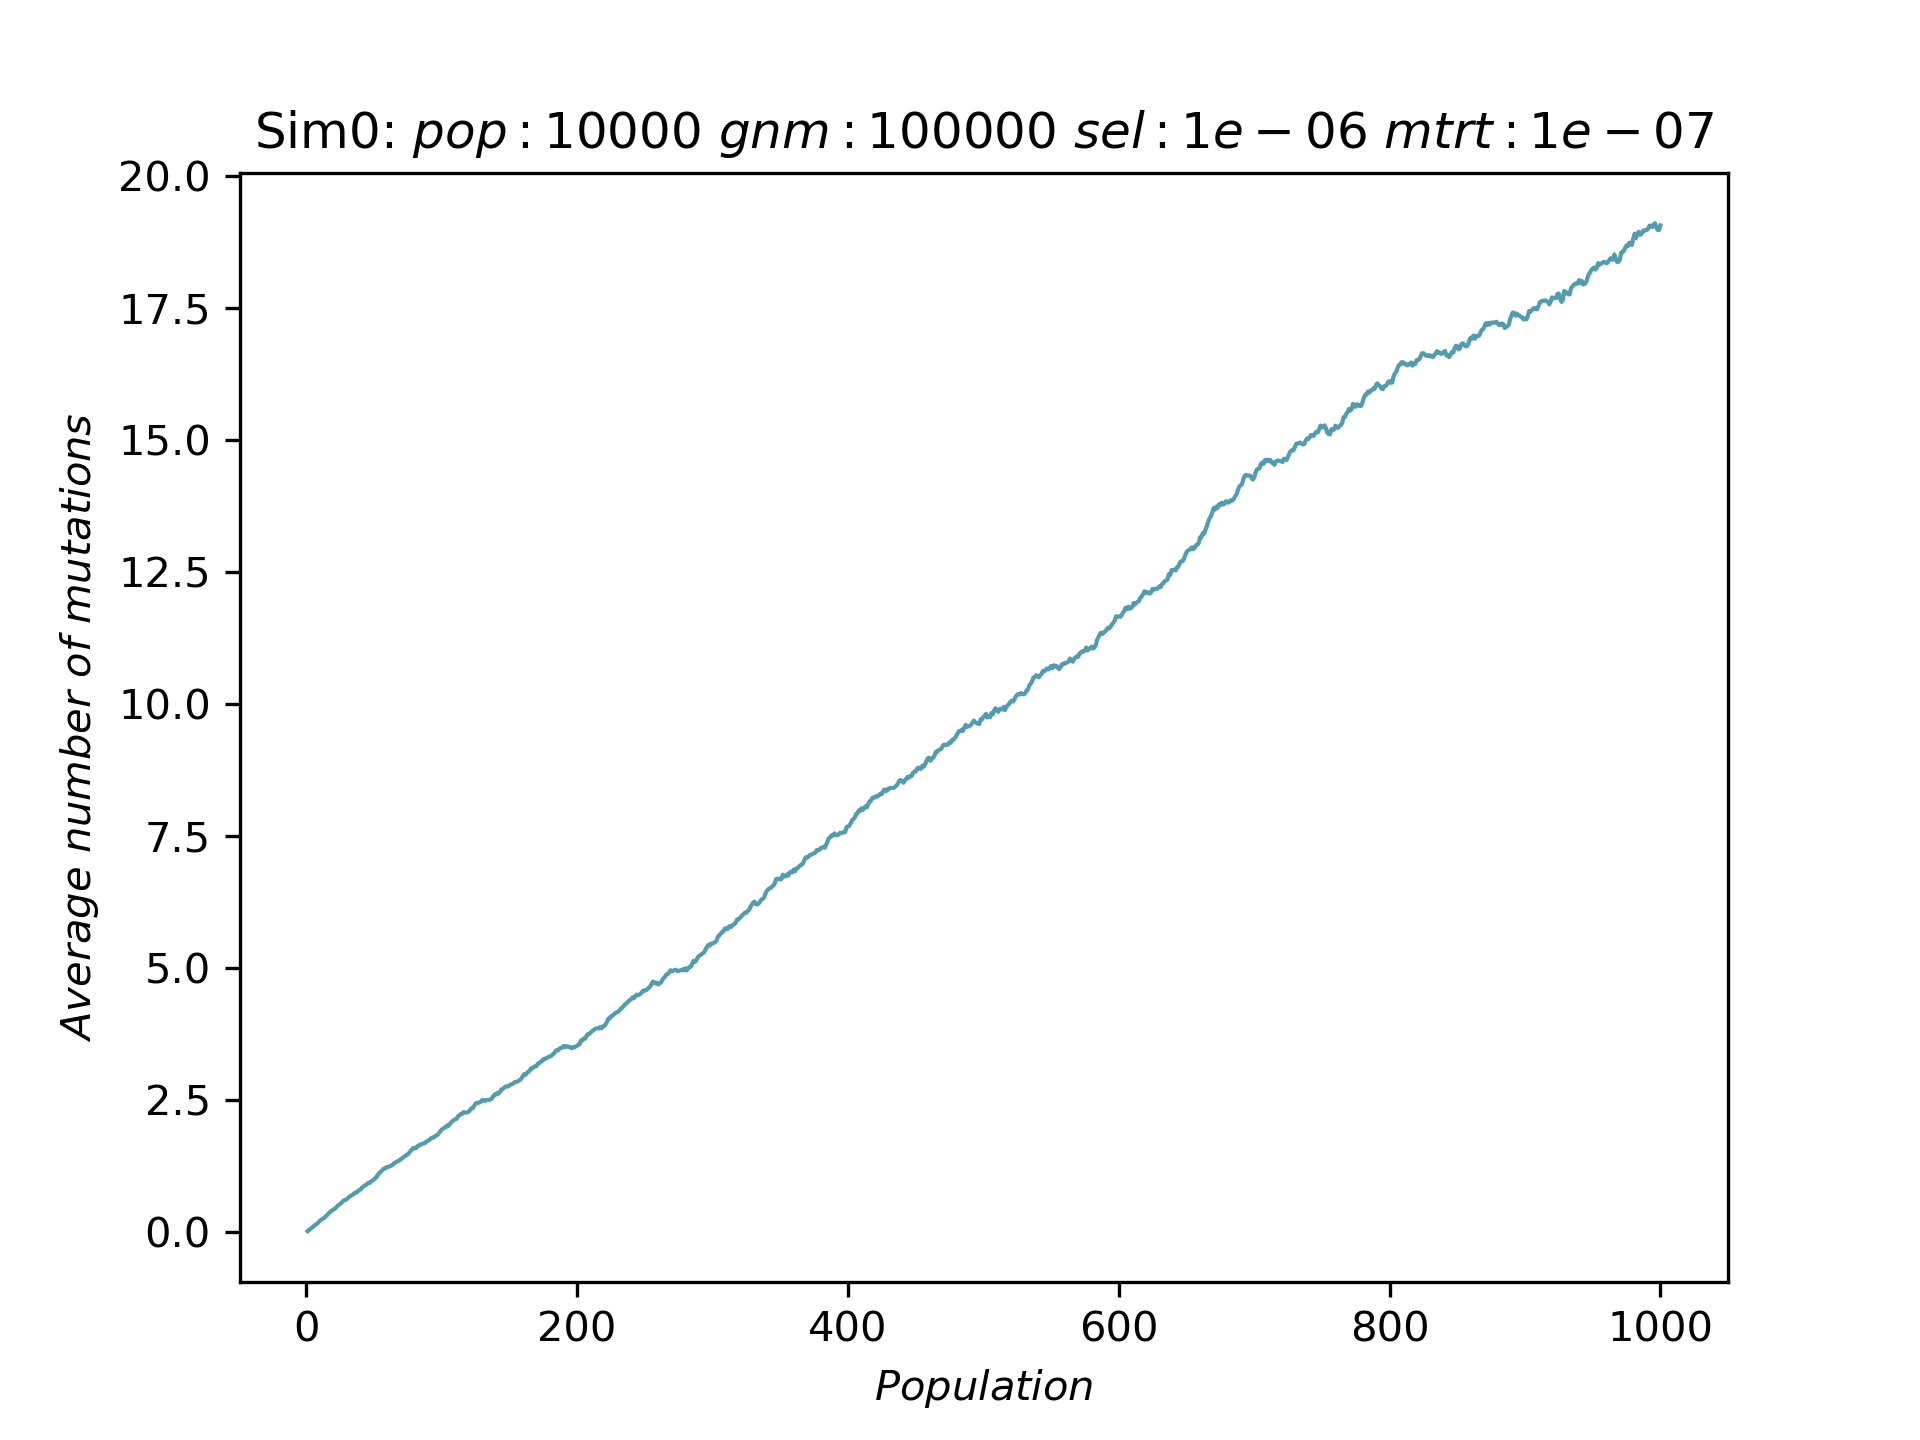 Sim0: pop : 10000 gnm : 100000 sel : 1e − 06 mtrt : 1e − 07
20.0
17.5
15.0
12.5
10.0
7.5
5.0
2.5
0.0
Average number of mutations
0 200 400 600 800 1000
Population